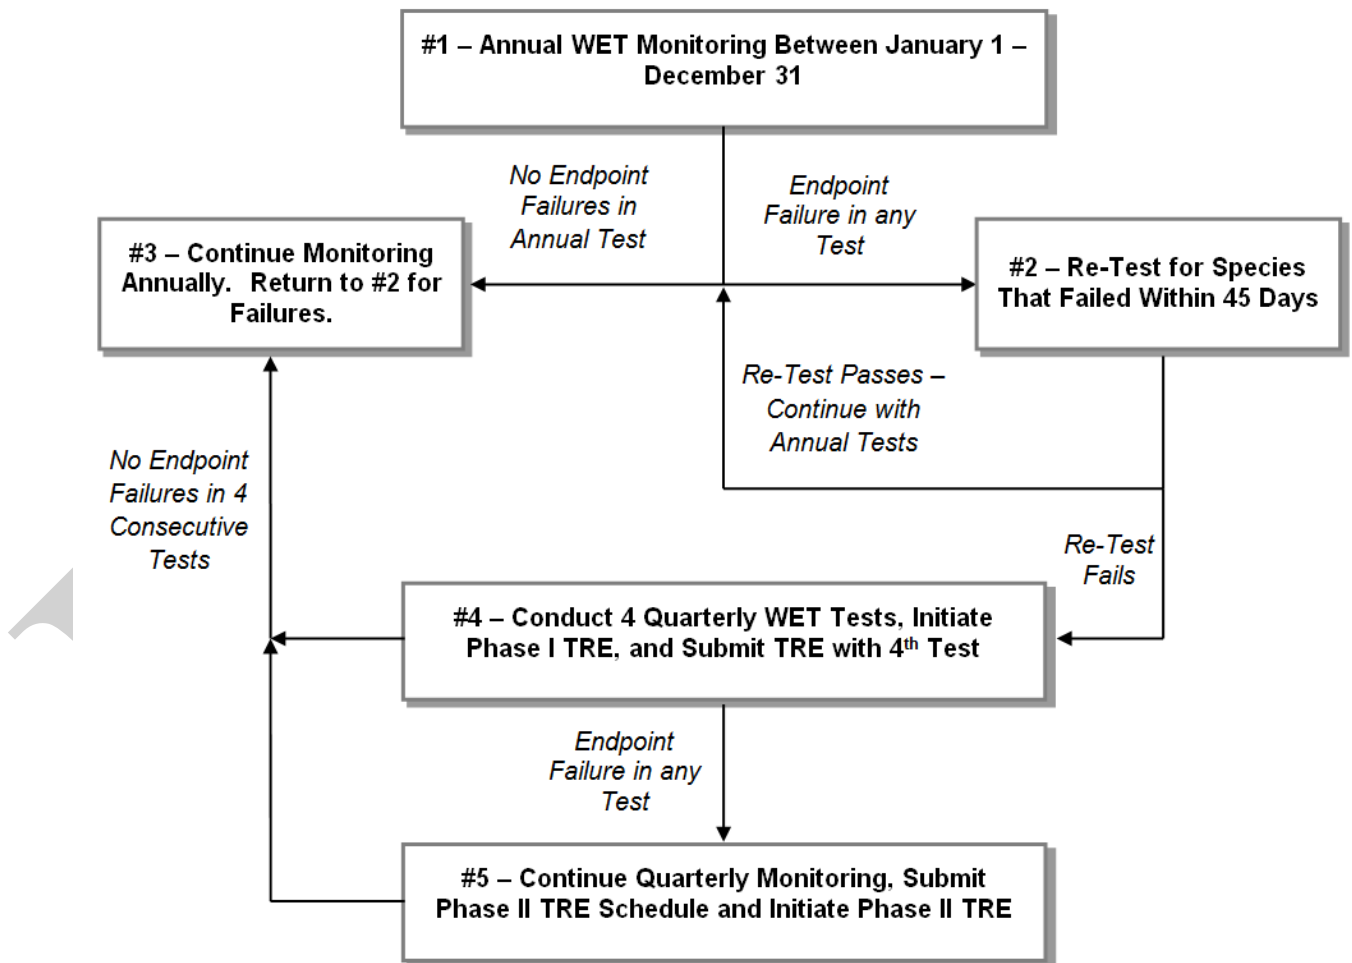 #1 – Annual WET Monitoring Between January 1 –
December 31
No Endpoint
Failures in
Annual Test
Endpoint
Failure in any
Test
#3 – Continue Monitoring
Annually.  Return to #2 for
Failures.
#2 – Re-Test for Species
That Failed Within 45 Days
Re-Test Passes –
Continue with
Annual Tests
No Endpoint
Failures in 4
Consecutive
Tests
Re-Test
Fails
#4 – Conduct 4 Quarterly WET Tests, Initiate
Phase I TRE, and Submit TRE with 4th Test
Endpoint
Failure in any
Test
#5 – Continue Quarterly Monitoring, Submit
Phase II TRE Schedule and Initiate Phase II TRE